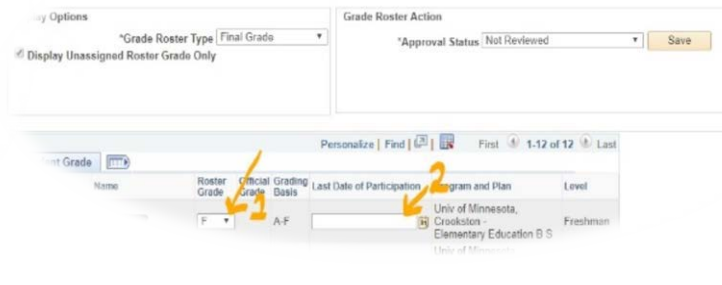 ay Options
Grade Roster Action
*Grade Roster Type Final Grade
*Approval Status Not Reviewed
Save
Display Unassigned Roster Grade Only
Personalize | Find |
First 1-12 of 12 Last
Grade
Name
Roster Grade
Official Grade
Grading Basis
Last Date of Participation
Program and Plan
Level
1
2
F
A-F
Univ of Minnesota,
Crookston -
Elementary Education B S
Freshman